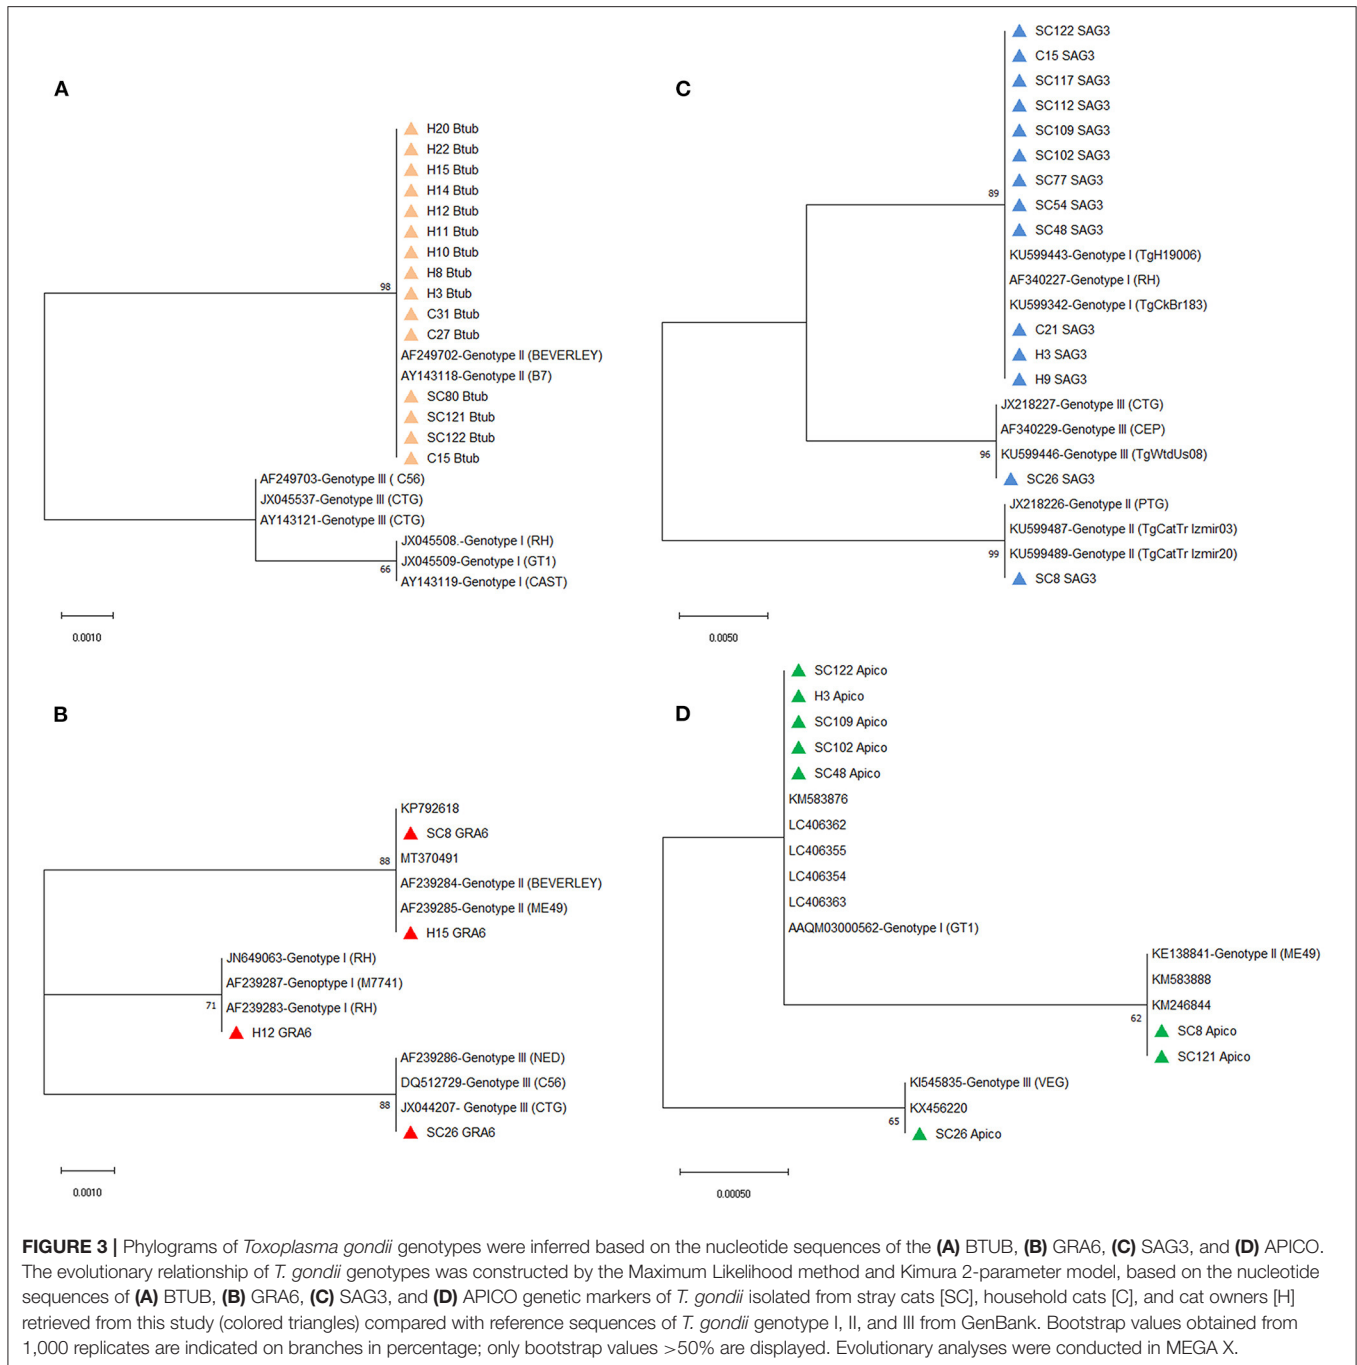 A
H20 Btub
H22 Btub
H15 Btub
H14 Btub
H12 Btub
H11 Btub
H10 Btub
H8 Btub
98
H3 Btub
C31 Btub
C27 Btub
AF249702-Genotype II (BEVERLEY)
AY143118-Genotype II (B7)
SC80 Btub
SC121 Btub
SC122 Btub
C15 Btub
AF249703-Genotype III ( C56)
JX045537-Genotype III (CTG)
AY143121-Genotype III (CTG)
JX045508.-Genotype I (RH)
JX045509-Genotype I (GT1)
66
AY143119-Genotype I (CAST)
0.0010
C
SC122 SAG3
C15 SAG3
SC117 SAG3
SC112 SAG3
SC109 SAG3
SC102 SAG3
SC77 SAG3
89
SC54 SAG3
SC48 SAG3
KU599443-Genotype I (TgH19006)
AF340227-Genotype I (RH)
KU599342-Genotype I (TgCkBr183)
C21 SAG3
H3 SAG3
H9 SAG3
JX218227-Genotype III (CTG)
AF340229-Genotype III (CEP)
96
KU599446-Genotype III (TgWtdUs08)
SC26 SAG3
JX218226-Genotype II (PTG)
KU599487-Genotype II (TgCatTr Izmir03)
99
KU599489-Genotype II (TgCatTr Izmir20)
SC8 SAG3
0.0050
B
KP792618
SC8 GRA6
88
MT370491
AF239284-Genotype II (BEVERLEY)
AF239285-Genotype II (ME49)
H15 GRA6
JN649063-Genotype I (RH)
AF239287-Genoptype I (M7741)
71
AF239283-Genotype I (RH)
H12 GRA6
AF239286-Genotype III (NED)
DQ512729-Genotype III (C56)
88
JX044207- Genotype III (CTG)
SC26 GRA6
0.0010
D
SC122 Apico
H3 Apico
SC109 Apico
SC102 Apico
SC48 Apico
KM583876
LC406362
LC406355
LC406354
LC406363
AAQM03000562-Genotype I (GT1)
KE138841-Genotype II (ME49)
KM583888
KM246844
62
SC8 Apico
SC121 Apico
KI545835-Genotype III (VEG)
KX456220
65
SC26 Apico
0.00050
FIGURE 3 | Phylograms of Toxoplasma gondii genotypes were inferred based on the nucleotide sequences of the (A) BTUB, (B) GRA6, (C) SAG3, and (D) APICO.
The evolutionary relationship of T. gondii genotypes was constructed by the Maximum Likelihood method and Kimura 2-parameter model, based on the nucleotide
sequences of (A) BTUB, (B) GRA6, (C) SAG3, and (D) APICO genetic markers of T. gondii isolated from stray cats [SC], household cats [C], and cat owners [H]
retrieved from this study (colored triangles) compared with reference sequences of T. gondii genotype I, II, and III from GenBank. Bootstrap values obtained from
1,000 replicates are indicated on branches in percentage; only bootstrap values >50% are displayed. Evolutionary analyses were conducted in MEGA X.